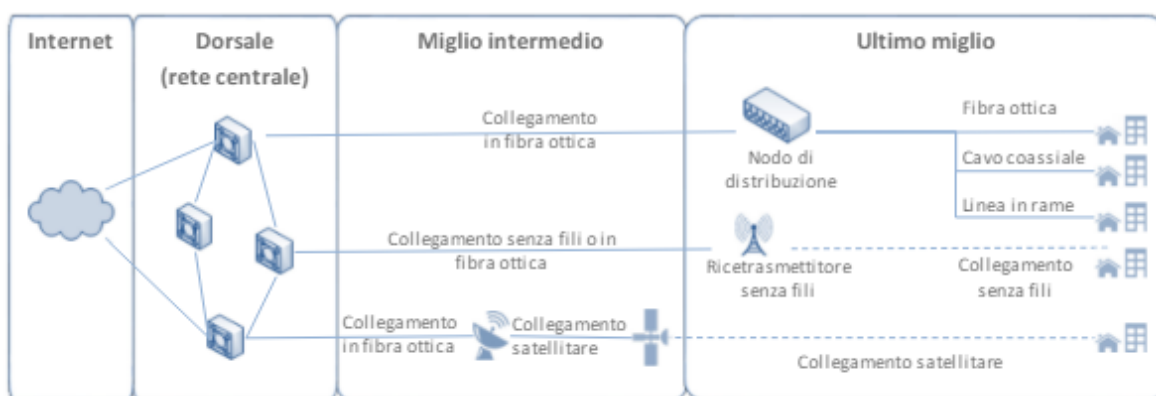 Internet
Dorsale
(rete centrale)
Miglio intermedio
Ultimo miglio
Collegamento
in fibra ottica
Nodo di
distribuzione
Fibra ottica
Cavo coassiale
Linea in rame
Collegamento senza fili o in
fibra ottica
Ricetrasmettitore
senza fili
Collegamento
senza fili
Collegamento
in fibra ottica
Collegamento
satellitare
Collegamento satellitare